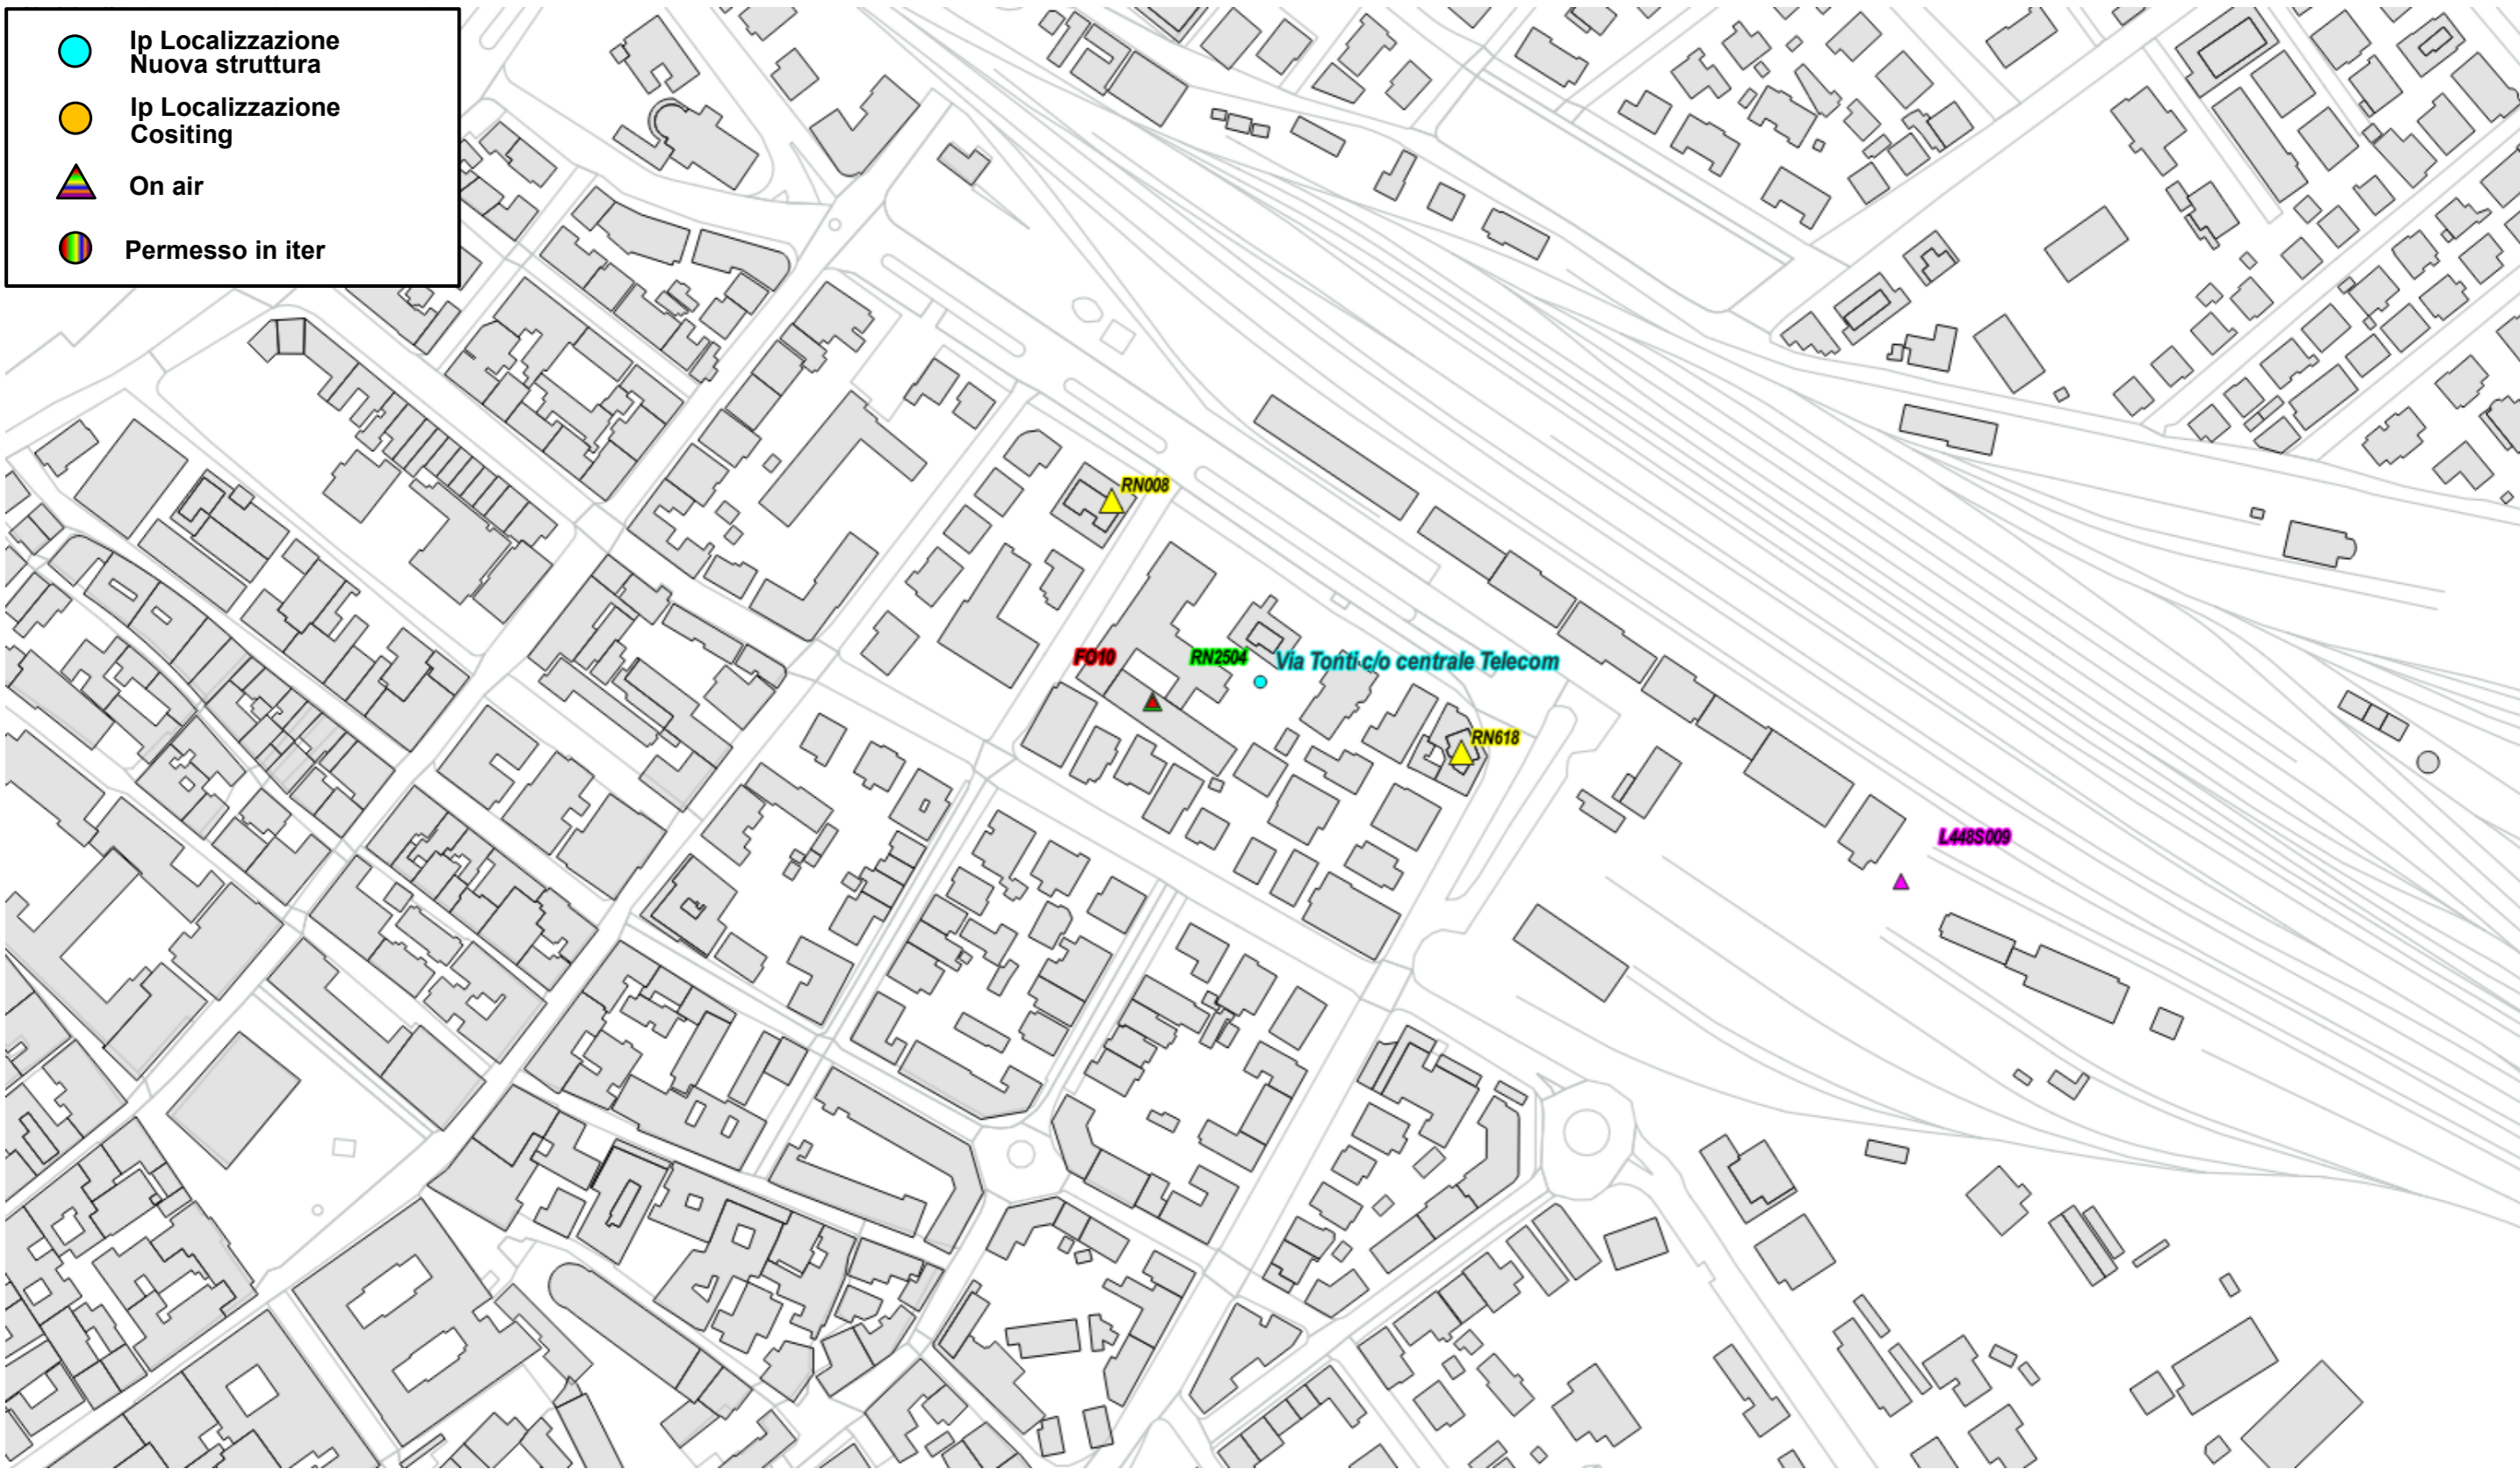 Ip Localizzazione
Nuova struttura
Ip Localizzazione
Cositing
On air
Permesso in iter
RN008
FO10
RN2504
Via Tonti c/o centrale Telecom
RN618
L448S009